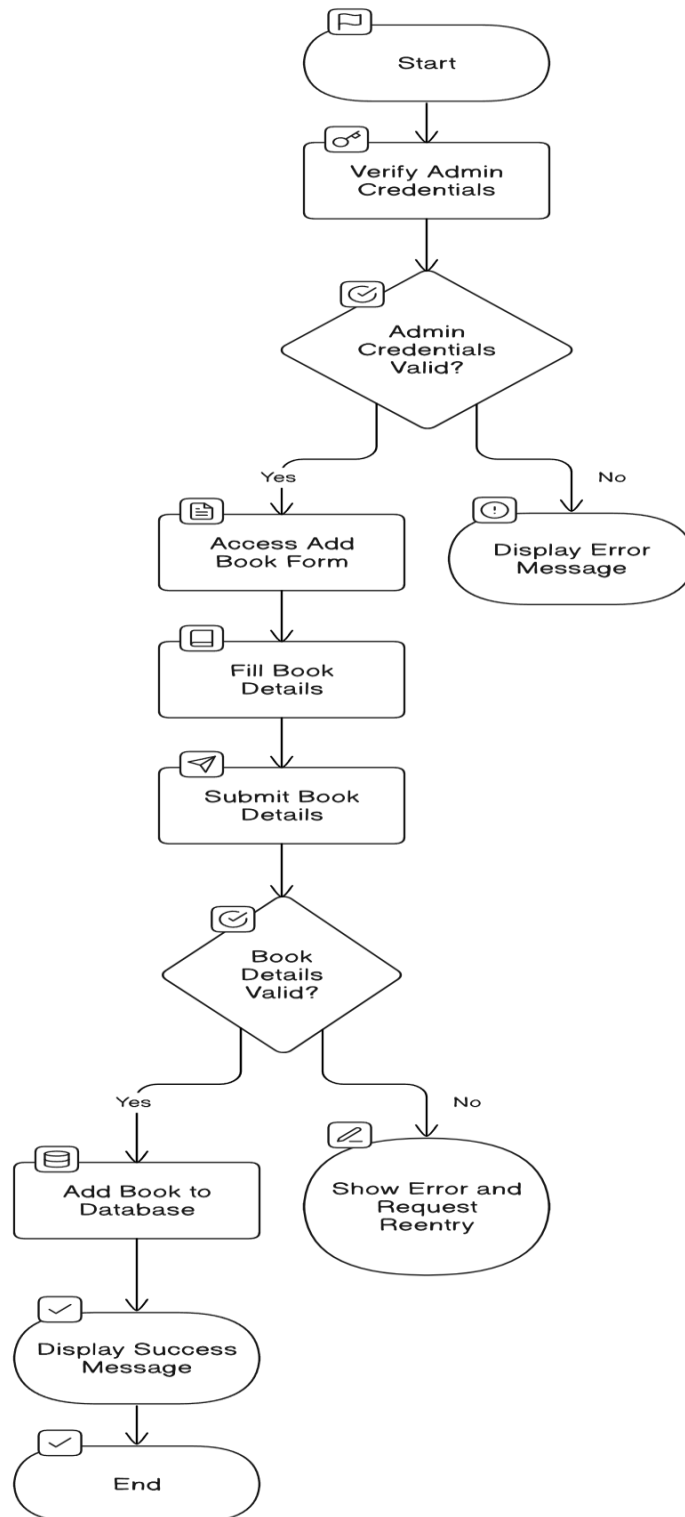 Start
Verify Admin
Credentials
Admin
Credentials
Valid?
Yes
No
Access Add
Book Form
Display Error
Message
Fill Book
Details
Submit Book
Details
Book
Details
Valid?
Yes
No
Add Book to
Database
Show Error and
Request
Reentry
Display Success
Message
End